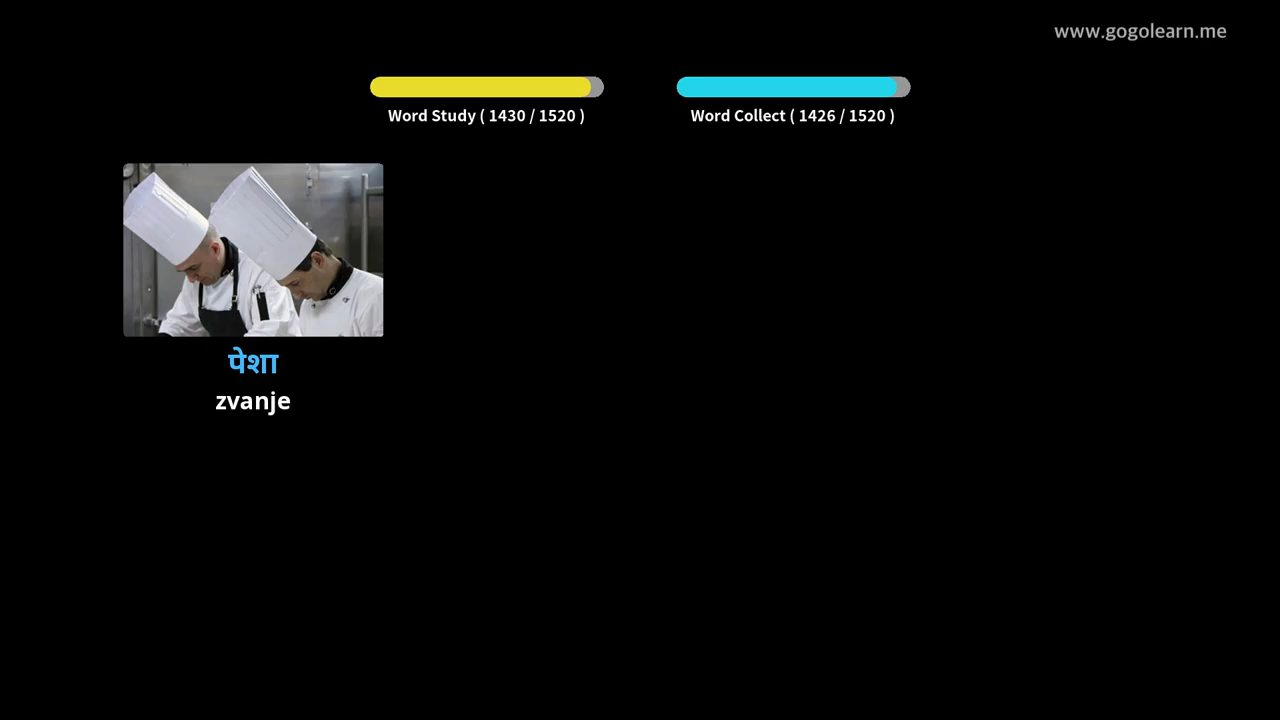 www.gogolearn.me
Word Study ( 1430 / 1520 )
Word Collect ( 1426 / 1520 )
पेशा
zvanje